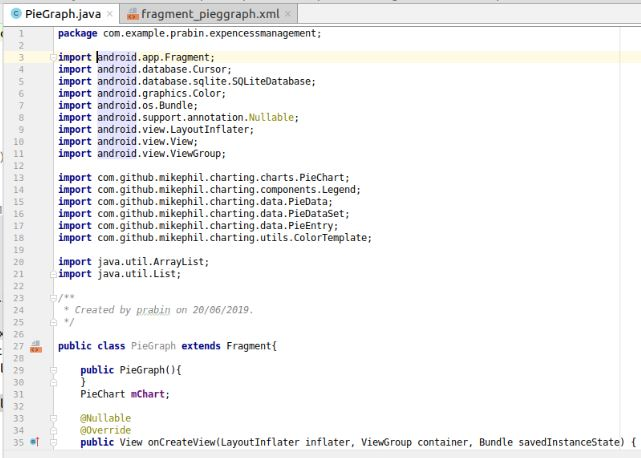 PieGraph.java
fragment_pieggraph.xml
1 package com.example.prabin.expencessmanagement;
2
3 import android.app.Fragment;
4 import android.database.Cursor;
5 import android.database.sqlite.SQLiteDatabase;
6 import android.graphics.Color;
7 import android.os.Bundle;
8 import android.support.annotation.Nullable;
9 import android.view.LayoutInflater;
10 import android.view.View;
11 import android.view.ViewGroup;
12
13 import com.github.mikephil.charting.charts.PieChart;
14 import com.github.mikephil.charting.components.Legend;
15 import com.github.mikephil.charting.data.PieData;
16 import com.github.mikephil.charting.data.PieDataSet;
17 import com.github.mikephil.charting.data.PieEntry;
18 import com.github.mikephil.charting.utils.ColorTemplate;
19
20 import java.util.ArrayList;
21 import java.util.List;
22
23 /**
24 * Created by prabin on 20/06/2019.
25 */
26
27 public class PieGraph extends Fragment{
28
29 public PieGraph(){
30 }
31 PieChart mChart;
32
33 @Nullable
34 @Override
35 public View onCreateView(LayoutInflater inflater, ViewGroup container, Bundle savedInstanceState) {